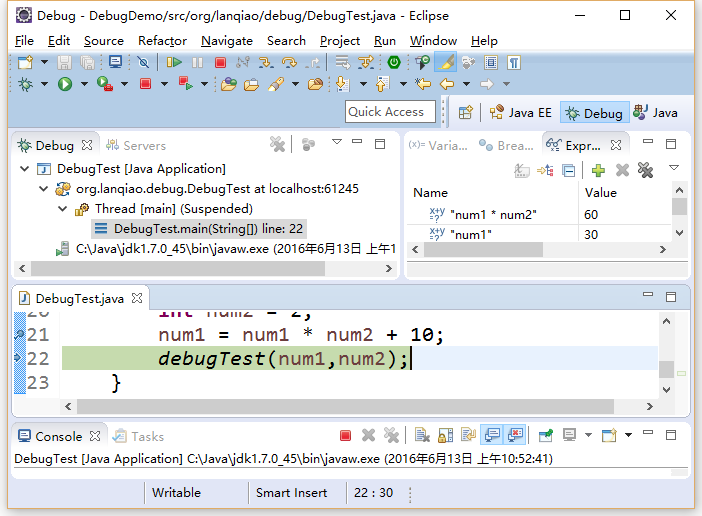 Debug - DebugDemo/src/org/lanqiao/debug/DebugTest.java - Eclipse
File Edit Source Refactor Navigate Search Project Run Window Help
Quick Access
Java EE Debug Java
Debug Servers
DebugTest [Java Application]
org.lanqiao.debug.DebugTest at localhost:61245
Thread [main] (Suspended)
DebugTest.main(String[]) line: 22
C:\Java\jdk1.7.0_45\bin\javaw.exe (2016年6月13日 上午1
(x)= Varia... Brea... Expr...
Name Value
"num1 * num2" 60
"num1" 30
DebugTest.java
20 int num2 = 2;
21 num1 = num1 * num2 + 10;
22 debugTest(num1,num2);
23 }
Console Tasks
DebugTest [Java Application] C:\Java\jdk1.7.0_45\bin\javaw.exe (2016年6月13日 上午10:52:41)
Writable Smart Insert 22 : 30